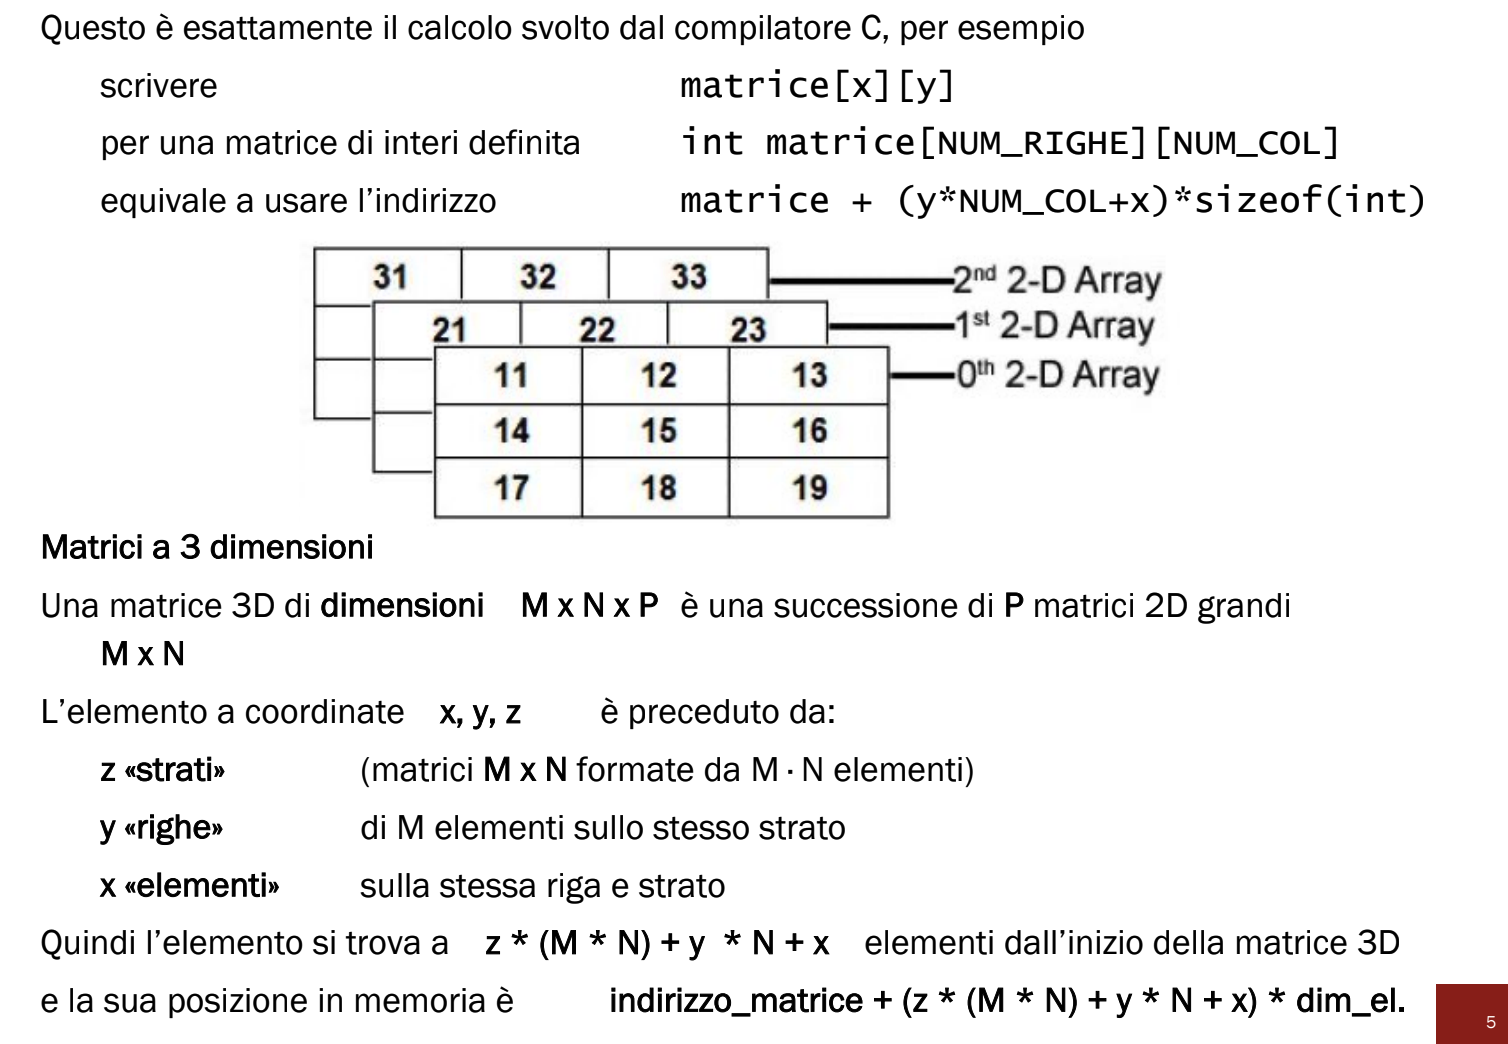 Questo è esattamente il calcolo svolto dal compilatore C, per esempio
scrivere matrice[x][y]
per una matrice di interi definita int matrice[NUM_RIGHE][NUM_COL]
equivale a usare l’indirizzo matrice + (y*NUM_COL+x)*sizeof(int)
31 32 33 2nd 2-D Array
21 22 23 1st 2-D Array
11 12 13 0th 2-D Array
14 15 16
17 18 19
Matrici a 3 dimensioni
Una matrice 3D di dimensioni M x N x P è una successione di P matrici 2D grandi
M x N
L’elemento a coordinate x, y, z è preceduto da:
z «strati» (matrici M x N formate da M · N elementi)
y «righe» di M elementi sullo stesso strato
x «elementi» sulla stessa riga e strato
Quindi l’elemento si trova a z * (M * N) + y * N + x elementi dall’inizio della matrice 3D
e la sua posizione in memoria è indirizzo_matrice + (z * (M * N) + y * N + x) * dim_el.
5